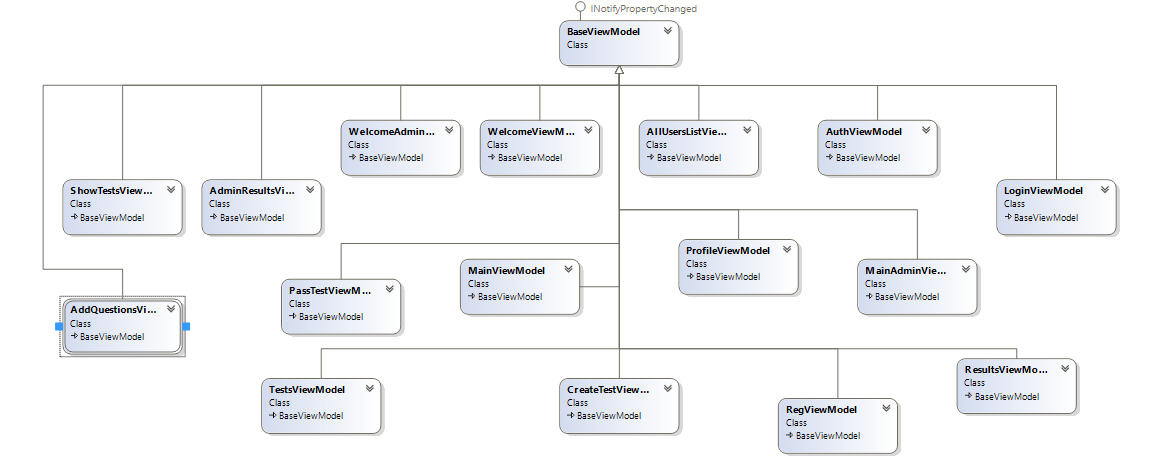 INotifyPropertyChanged
BaseViewModel
Class
WelcomeAdmin...
Class
BaseViewModel
WelcomeViewM...
Class
BaseViewModel
AllUsersListVie...
Class
BaseViewModel
AuthViewModel
Class
BaseViewModel
ShowTestsView...
Class
BaseViewModel
AdminResultsVi...
Class
BaseViewModel
LoginViewModel
Class
BaseViewModel
ProfileViewModel
Class
BaseViewModel
MainViewModel
Class
BaseViewModel
MainAdminVie...
Class
BaseViewModel
PassTestViewM...
Class
BaseViewModel
AddQuestionsVi...
Class
BaseViewModel
TestsViewModel
Class
BaseViewModel
CreateTestView...
Class
BaseViewModel
RegViewModel
Class
BaseViewModel
ResultsViewMo...
Class
BaseViewModel